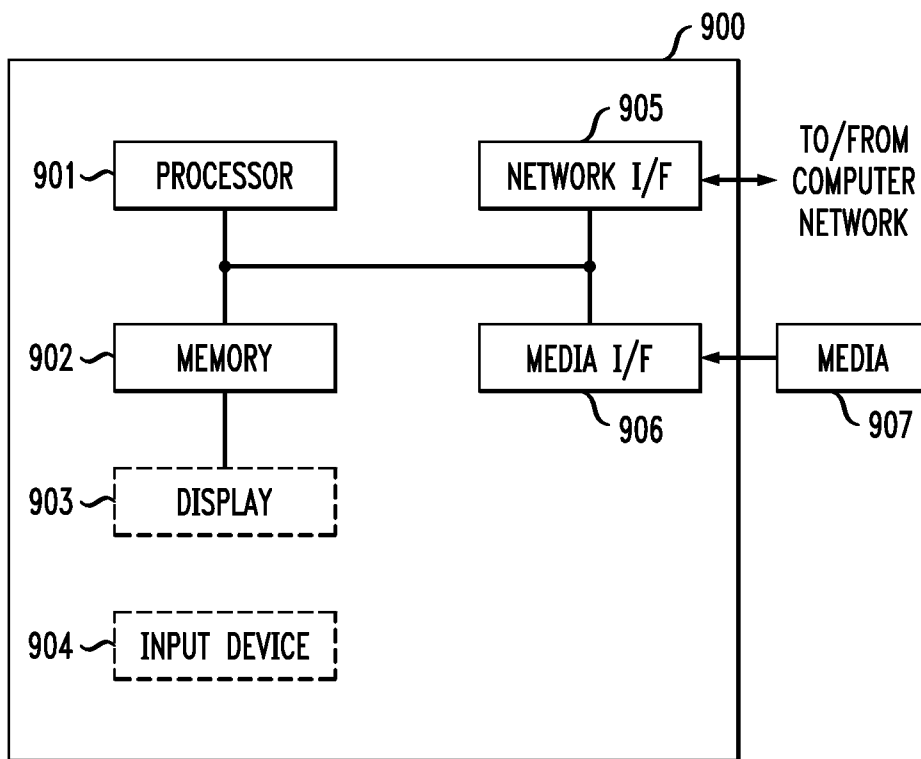 900
905
901
PROCESSOR
NETWORK I/F
TO/FROM
COMPUTER
NETWORK
902
MEMORY
MEDIA I/F
MEDIA
906
907
903
DISPLAY
904
INPUT DEVICE